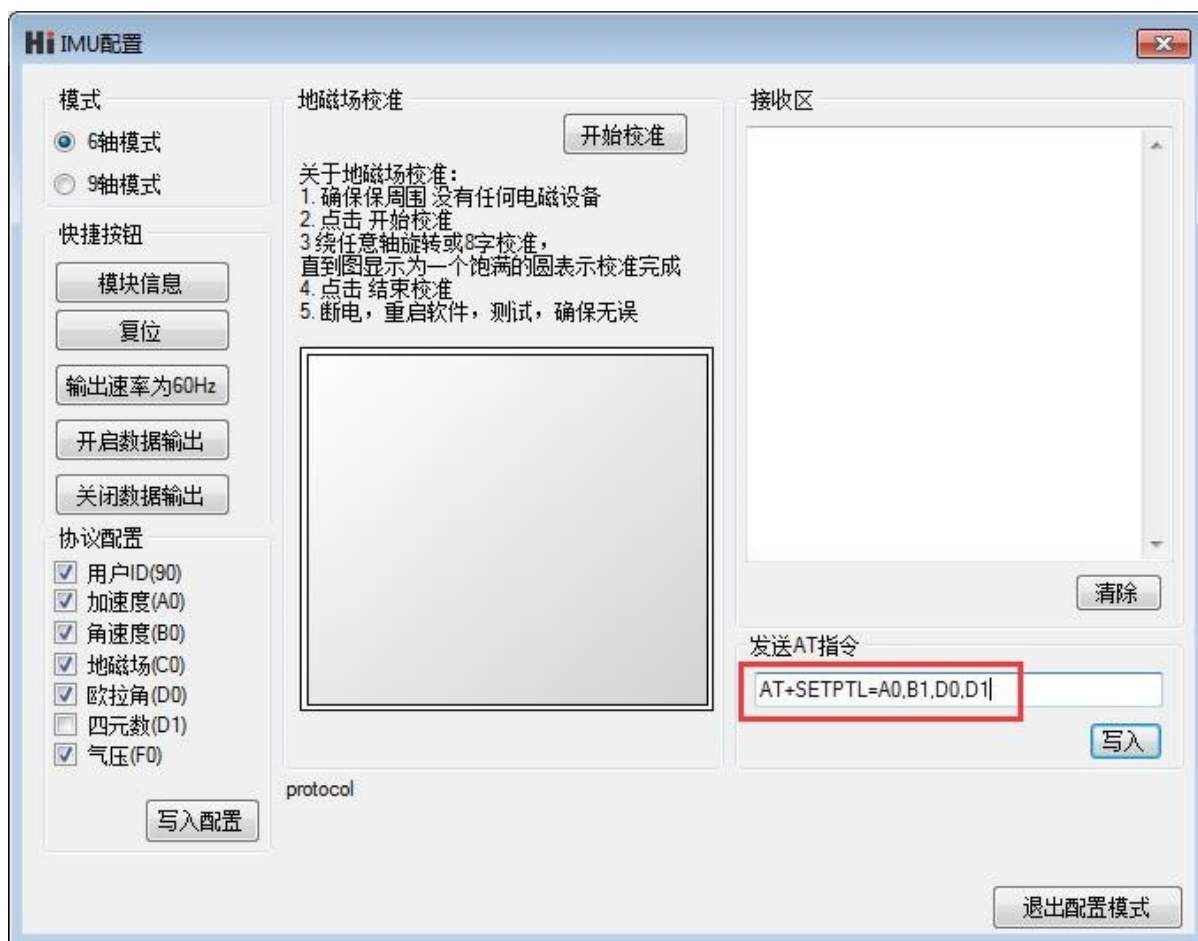 Hi IMU配置
模式
6轴模式
9轴模式
快捷按钮
模块信息
复位
输出速率为60Hz
开启数据输出
关闭数据输出
协议配置
用户ID(90)
加速度(A0)
角速度(B0)
地磁场(C0)
欧拉角(D0)
四元数(D1)
气压(F0)
写入配置
地磁场校准
开始校准
关于地磁场校准：
1. 确保保周围 没有任何电磁设备
2. 点击 开始校准
3 绕任意轴旋转或8字校准，
直到图显示为一个饱满的圆表示校准完成
4. 点击 结束校准
5. 断电，重启软件，测试，确保无误
protocol
接收区
清除
发送AT指令
AT+SETPTL=A0,B1,D0,D1
写入
退出配置模式